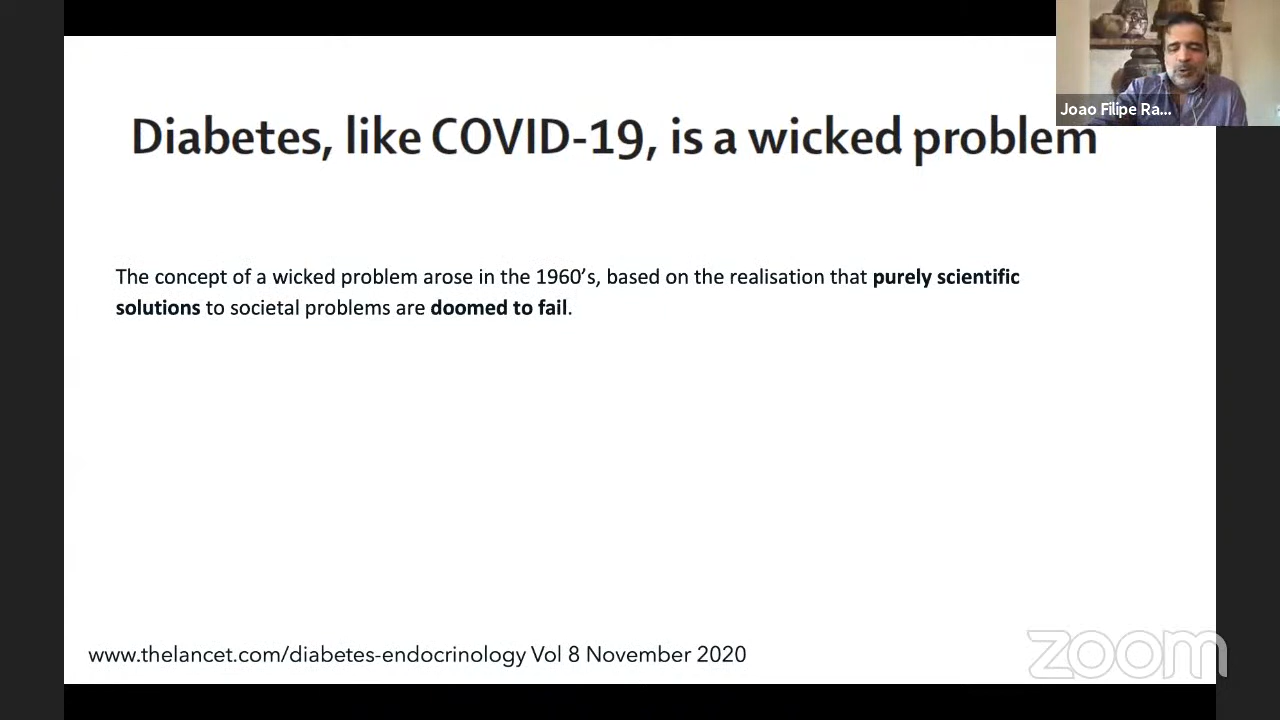 Joao Filipe Ra...
Diabetes, like COVID-19, is a wicked problem
The concept of a wicked problem arose in the 1960’s, based on the realisation that purely scientific
solutions to societal problems are doomed to fail.
www.thelancet.com/diabetes-endocrinology Vol 8 November 2020
zoom